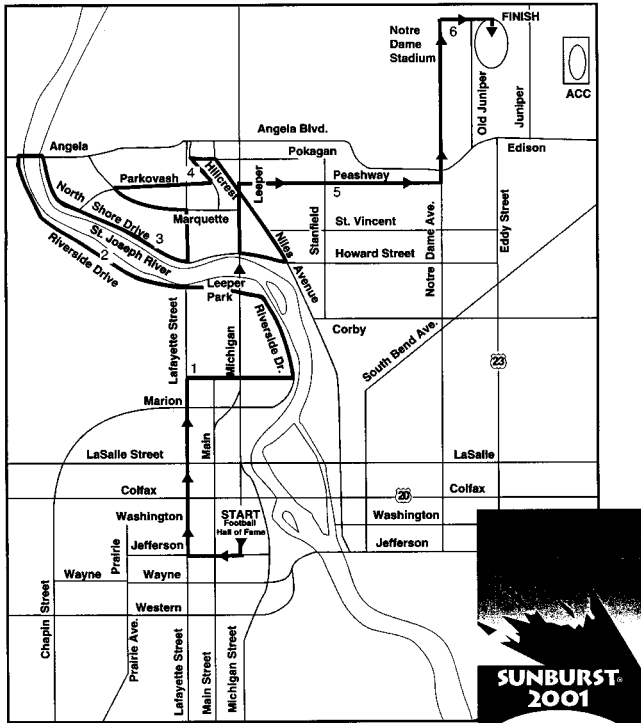 FINISH
6
Notre
Dame
Stadium
Old Juniper
Juniper
ACC
Angela Blvd.
Angela
Pokagan
Edison
4
Hillcrest
Leeper
Parkovash
Peashway
5
North Shore Drive
Marquette
3
St. Joseph River
2
Riverside Drive
Stanfield
St. Vincent
Niles Avenue
Howard Street
Notre Dame Ave.
Eddy Street
Leeper
Park
Lafayette Street
Michigan
Riverside Dr.
Corby
South Bend Ave.
23
1
Marion
Main
LaSalle Street
LaSalle
Colfax
20
Colfax
Washington
START
Football
Hall of Fame
Washington
Jefferson
Jefferson
Prairie
Wayne
Wayne
Western
Chapin Street
Prairie Ave.
Lafayette Street
Main Street
Michigan Street
SUNBURST®
2001